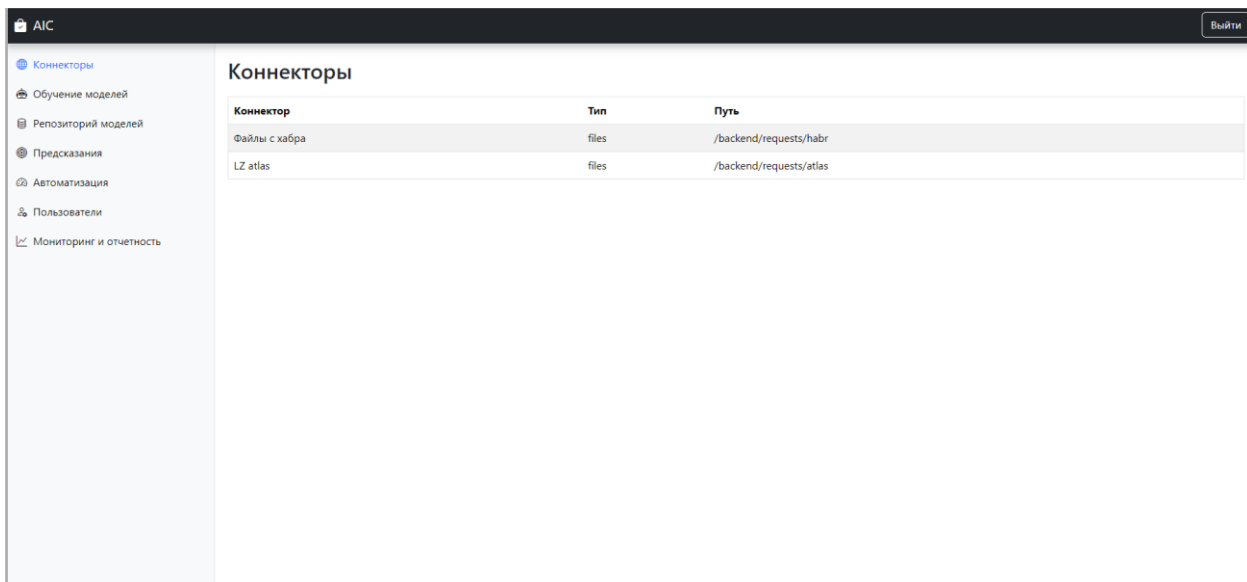 AIC
Выйти
Коннекторы
Обучение моделей
Репозиторий моделей
Предсказания
Автоматизация
Пользователи
Мониторинг и отчетность
Коннекторы
Коннектор Тип Путь
Файлы с хабра files /backend/requests/habr
LZ atlas files /backend/requests/atlas